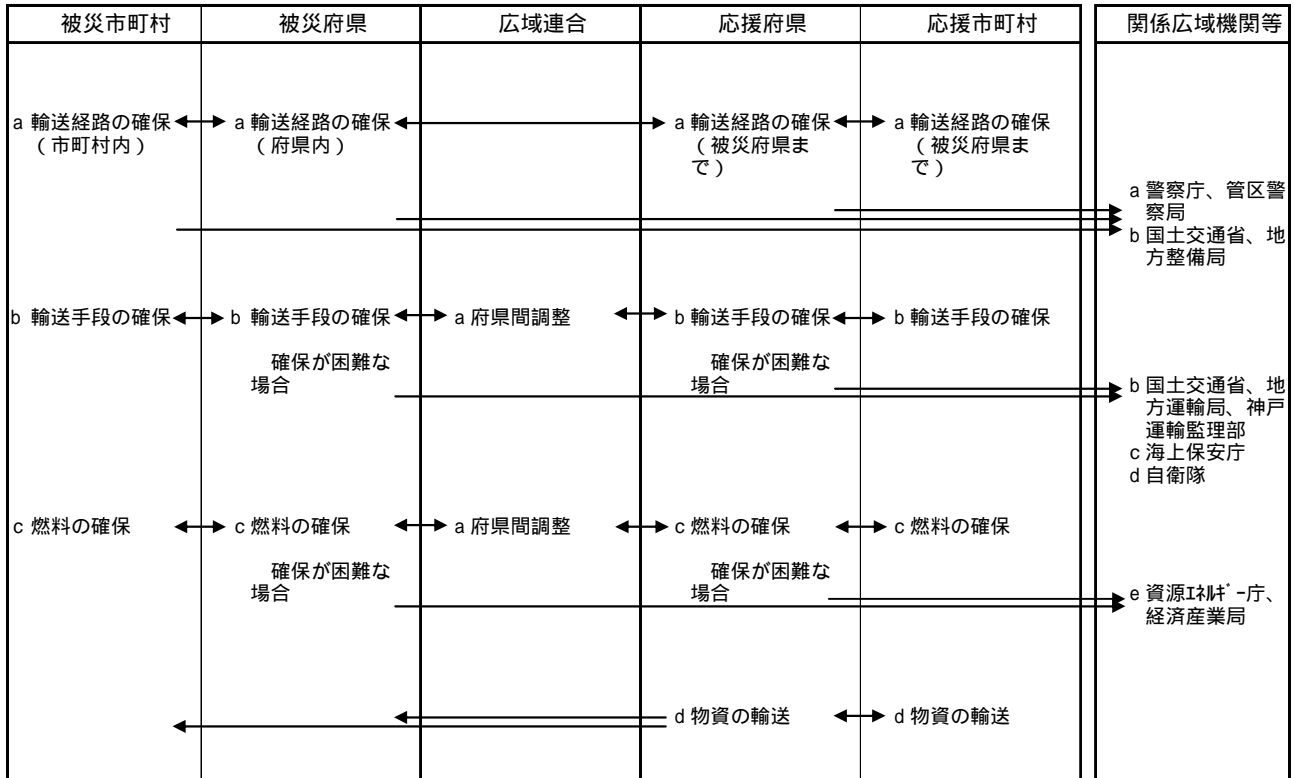 被災市町村 被災府県 広域連合 応援府県 応援市町村 関係広域機関等
a 輸送経路の確保
（市町村内）
a 輸送経路の確保
（府県内）
a 輸送経路の確保
（被災府県ま
で）
a 輸送経路の確保
（被災府県ま
で）
a 警察庁、管区警
察局
b 国土交通省、地
方整備局
b 輸送手段の確保
b 輸送手段の確保
確保が困難な
場合
a 府県間調整
b 輸送手段の確保
確保が困難な
場合
b 輸送手段の確保
b 国土交通省、地
方運輸局、神戸
運輸監理部
c 海上保安庁
d 自衛隊
c 燃料の確保
c 燃料の確保
確保が困難な
場合
a 府県間調整
c 燃料の確保
確保が困難な
場合
c 燃料の確保
e 資源ｴﾈﾙｷﾞｰ庁、
経済産業局
d 物資の輸送
d 物資の輸送